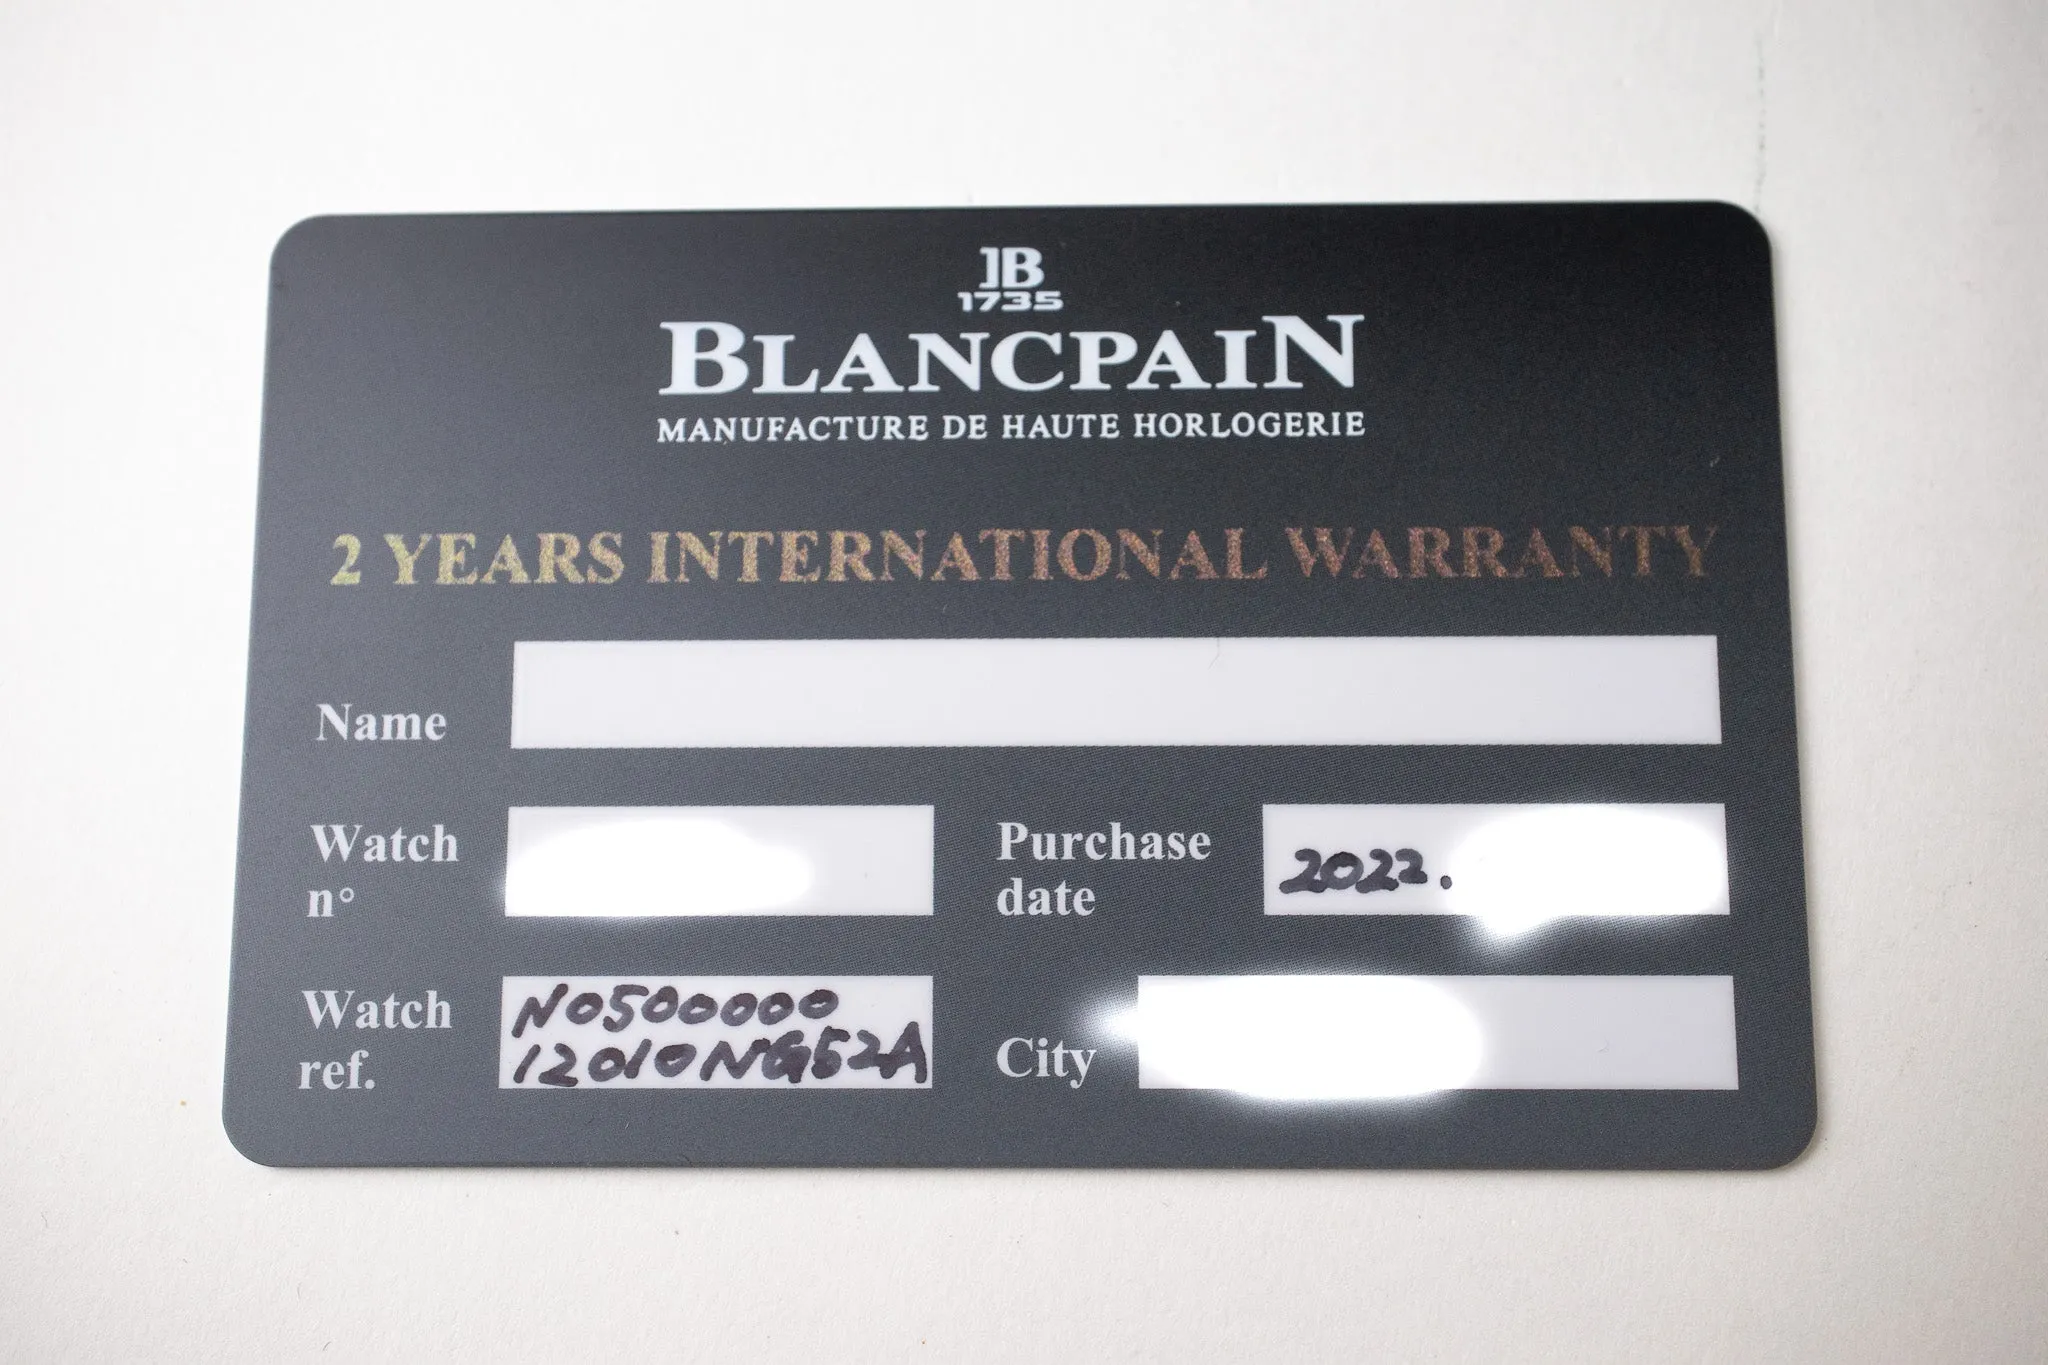 JB
1735
BLANCPAIN
MANUFACTURE DE HAUTE HORLOGERIE
2 YEARS INTERNATIONAL WARRANTY
Name
Watch n°
Purchase date
2022.
Watch ref.
N0500000
12010NG52A
City